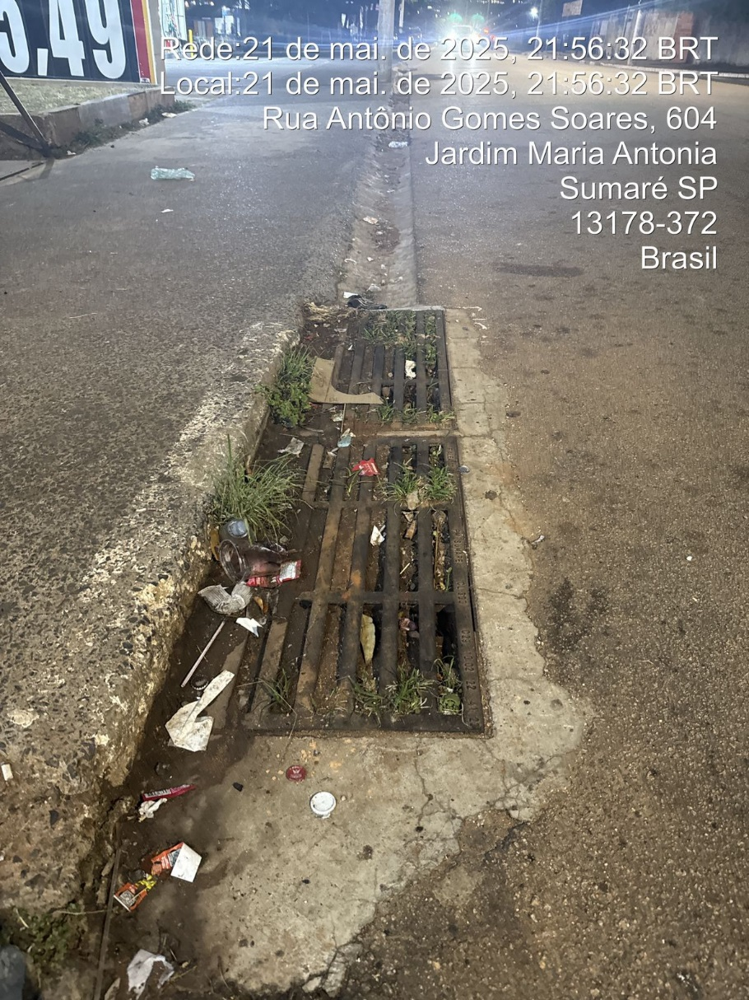 5,49
Rede:21 de mai. de 2025, 21:56:32 BRT
Local:21 de mai. de 2025, 21:56:32 BRT
Rua Antônio Gomes Soares, 604
Jardim Maria Antonia
Sumaré SP
13178-372
Brasil